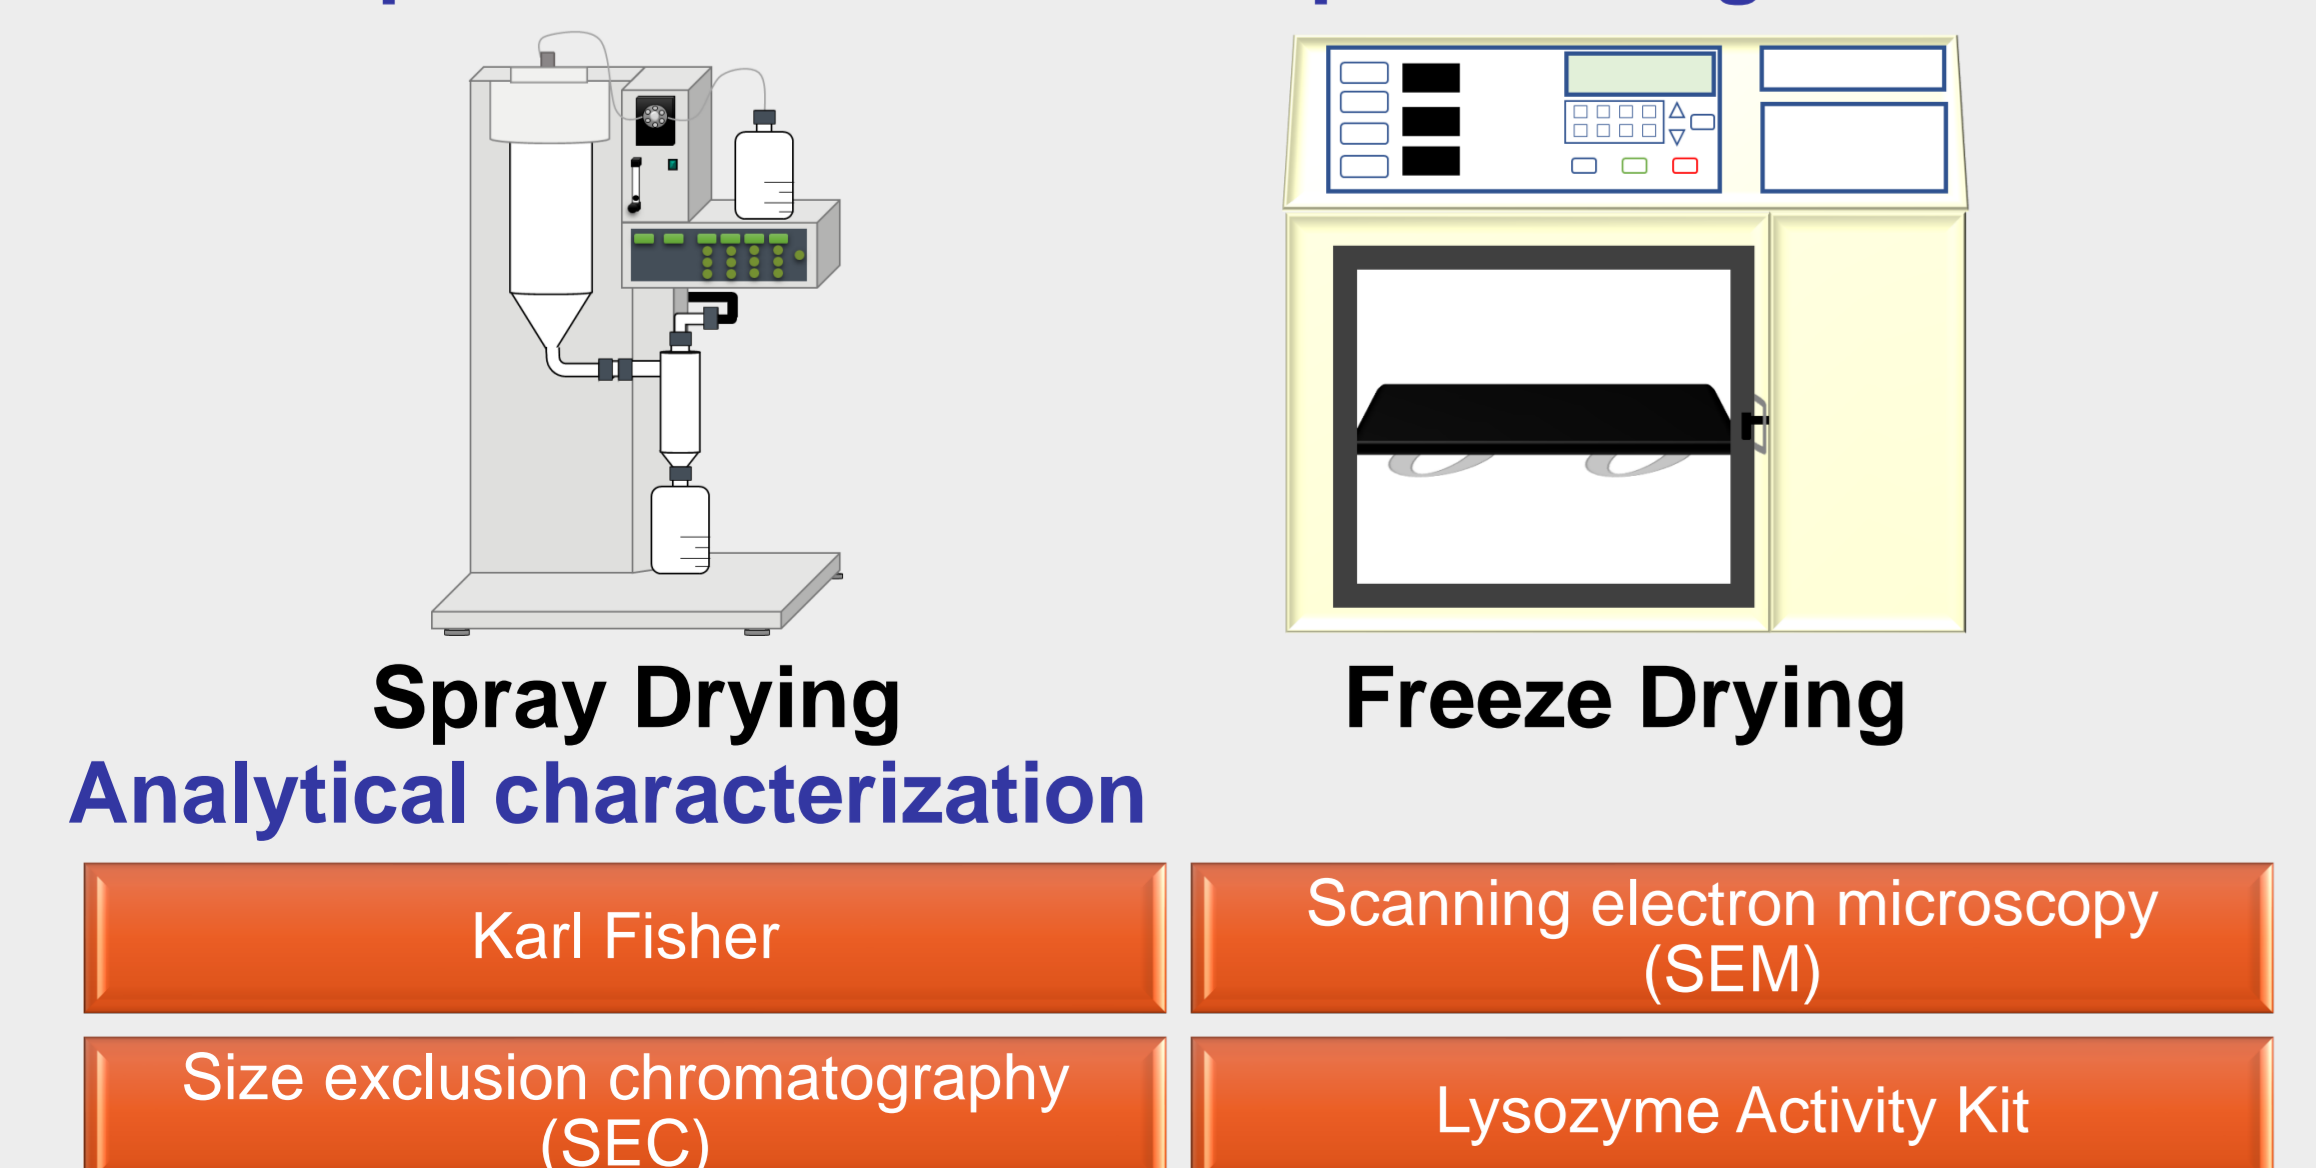 Spray Drying
Freeze Drying
Analytical characterization
Karl Fisher
Scanning electron microscopy
(SEM)
Size exclusion chromatography
(SEC)
Lysozyme Activity Kit